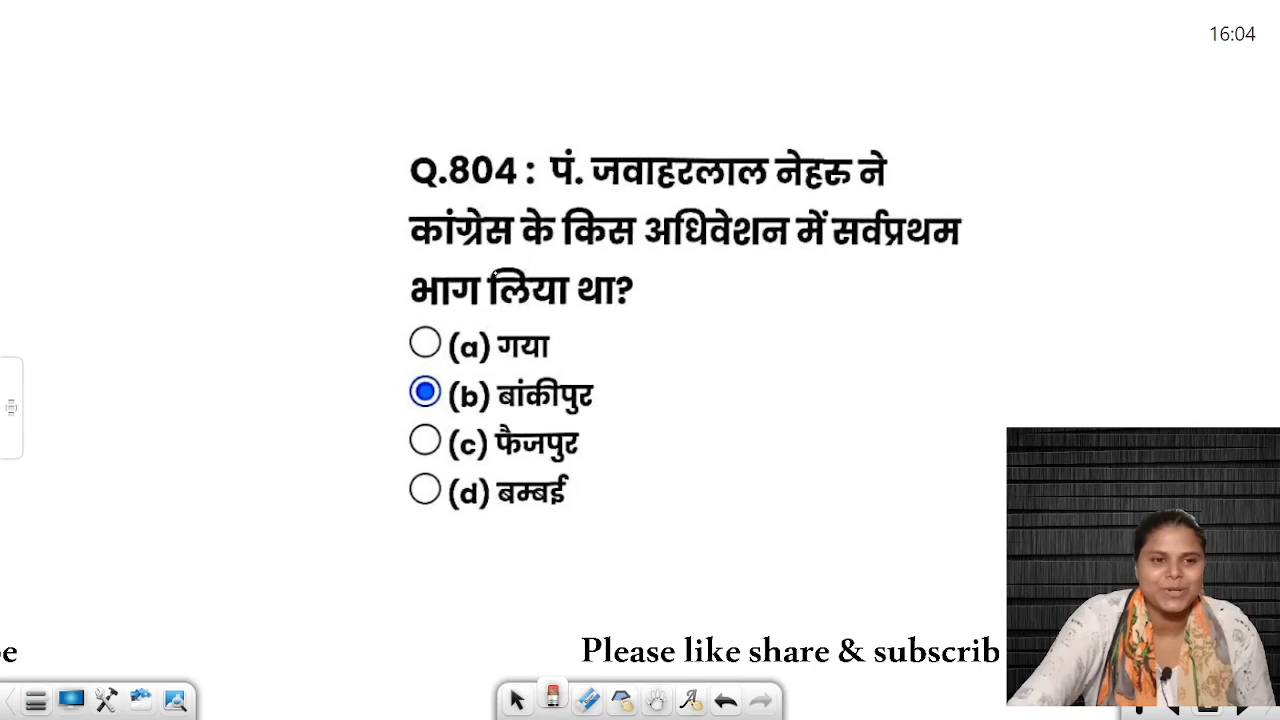 16:04
Q.804 : पं. जवाहरलाल नेहरु ने
कांग्रेस के किस अधिवेशन में सर्वप्रथम
भाग लिया था?
(a) गया
(b) बांकीपुर
(c) फैजपुर
(d) बम्बई
Please like share & subscrib